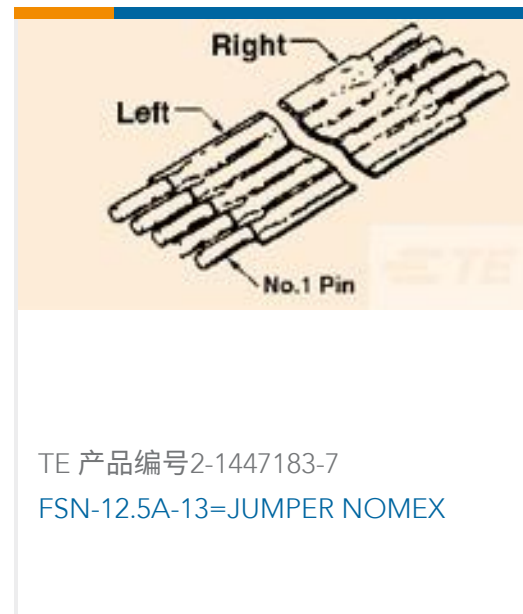 Right
Left
No.1 Pin
TE
TE 产品编号2-1447183-7
FSN-12.5A-13=JUMPER NOMEX